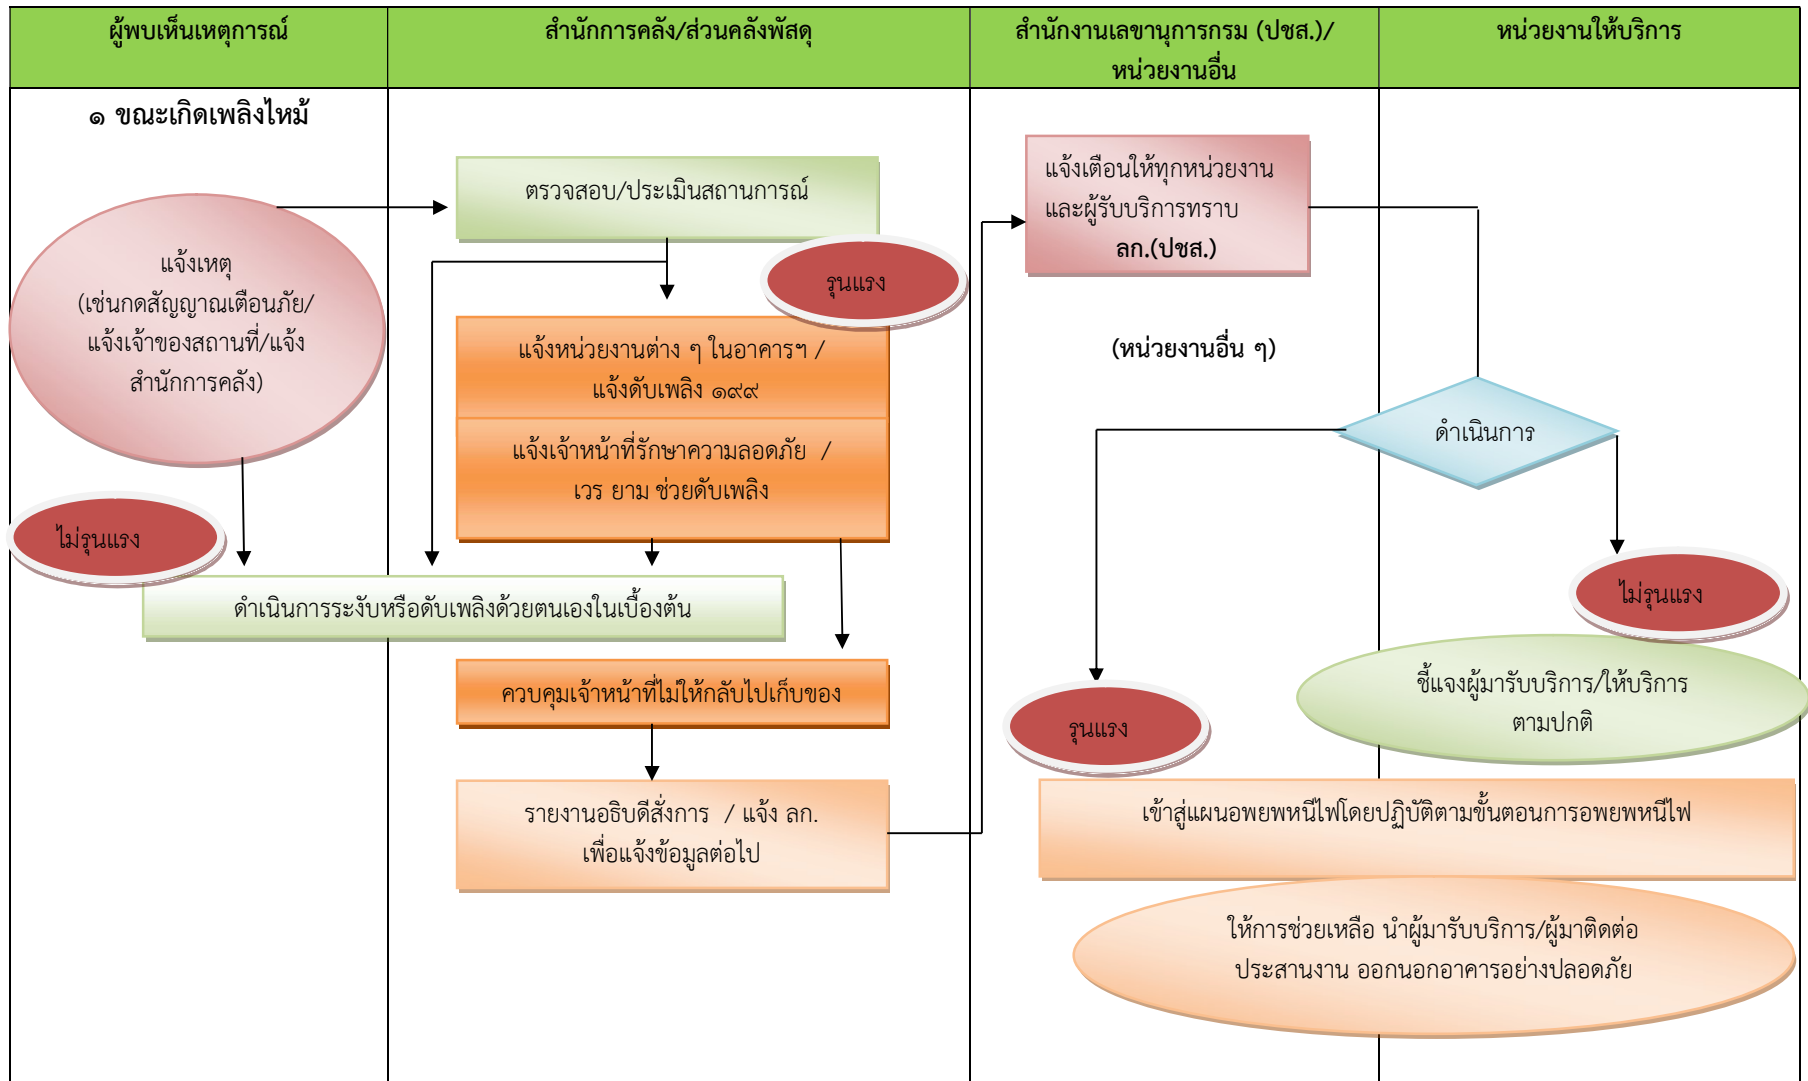 ผู้พบเห็นเหตุการณ์
สำนักการคลัง/ส่วนคลังพัสดุ
สำนักงานเลขานุการกรม (ปชส.)/
หน่วยงานอื่น
หน่วยงานให้บริการ
๑ ขณะเกิดเพลิงไหม้
แจ้งเหตุ
(เช่นกดสัญญาณเตือนภัย/
แจ้งเจ้าของสถานที่/แจ้ง
สำนักการคลัง)
ไม่รุนแรง
ตรวจสอบ/ประเมินสถานการณ์
รุนแรง
แจ้งหน่วยงานต่าง ๆ ในอาคารฯ /
แจ้งดับเพลิง ๑๙๙
แจ้งเจ้าหน้าที่รักษาความลอดภัย /
เวร ยาม ช่วยดับเพลิง
ดำเนินการระงับหรือดับเพลิงด้วยตนเองในเบื้องต้น
ควบคุมเจ้าหน้าที่ไม่ให้กลับไปเก็บของ
รายงานอธิบดีสั่งการ / แจ้ง ลก.
เพื่อแจ้งข้อมูลต่อไป
แจ้งเตือนให้ทุกหน่วยงาน
และผู้รับบริการทราบ
ลก.(ปชส.)
(หน่วยงานอื่น ๆ)
ดำเนินการ
ไม่รุนแรง
ชี้แจงผู้มารับบริการ/ให้บริการ
ตามปกติ
รุนแรง
เข้าสู่แผนอพยพหนีไฟโดยปฏิบัติตามขั้นตอนการอพยพหนีไฟ
ให้การช่วยเหลือ นำผู้มารับบริการ/ผู้มาติดต่อ
ประสานงาน ออกนอกอาคารอย่างปลอดภัย